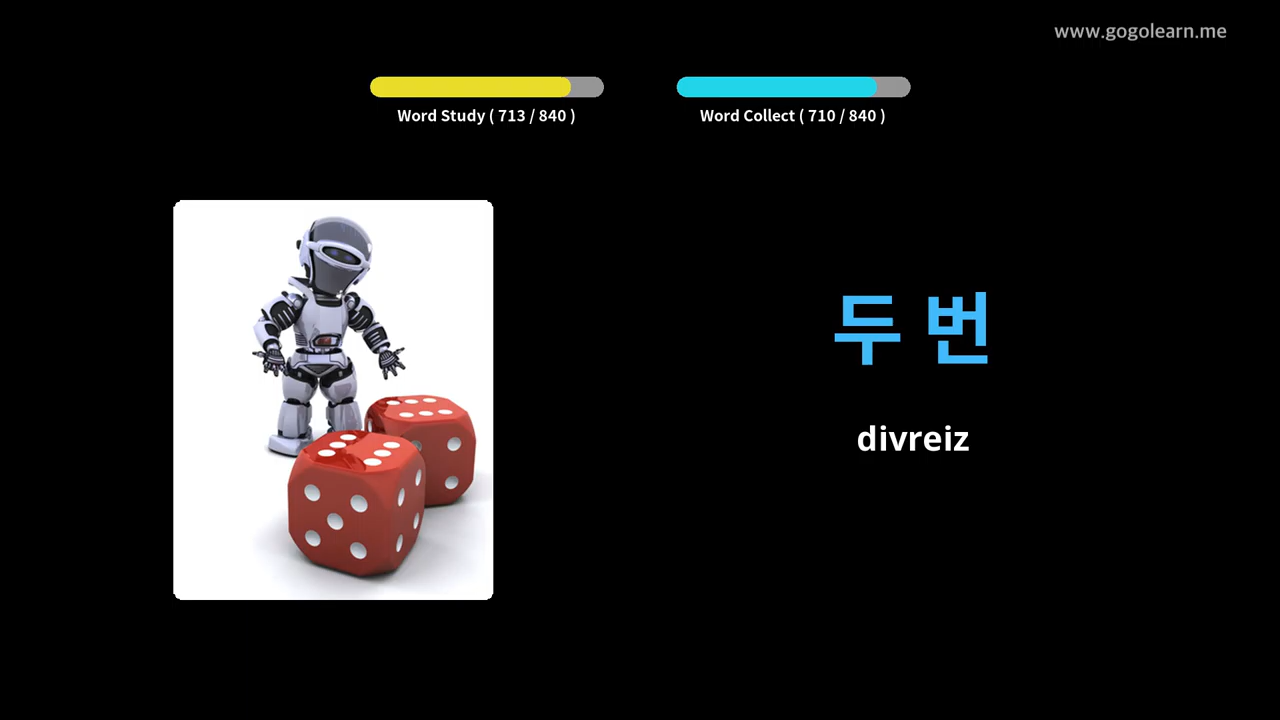 www.gogolearn.me
Word Study ( 713 / 840 )
Word Collect ( 710 / 840 )
두 번
divreiz